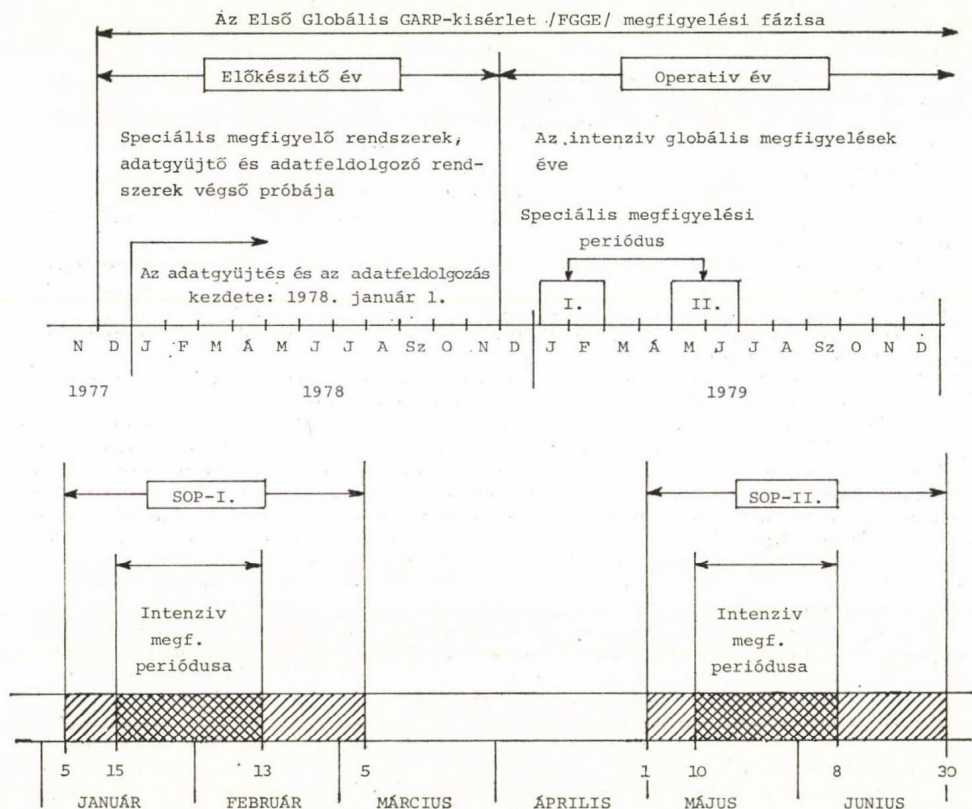 Az Első Globális GARP-kisérlet /FGGE/ megfigyelési fázisa
Előkészitő év
Operativ év
Speciális megfigyelő rendszerek,
adatgyüjtő és adatfeldolgozó rend-
szerek végső próbája
Az intenziv globális megfigyelések
éve
Speciális megfigyelési
periódus
Az adatgyüjtés és az adatfeldolgozás
kezdete: 1978. január 1.
I.
II.
N D J F M Á M J J A Sz O N D J F M Á M J J A Sz O N D
1977 1978 1979
SOP-I.
SOP-II.
Intenziv
megf.
periódusa
Intenziv
megf.
periódusa
5 15 13 5 1 10 8 30
JANUÁR FEBRUÁR MÁRCIUS ÁPRILIS MÁJUS JUNIUS